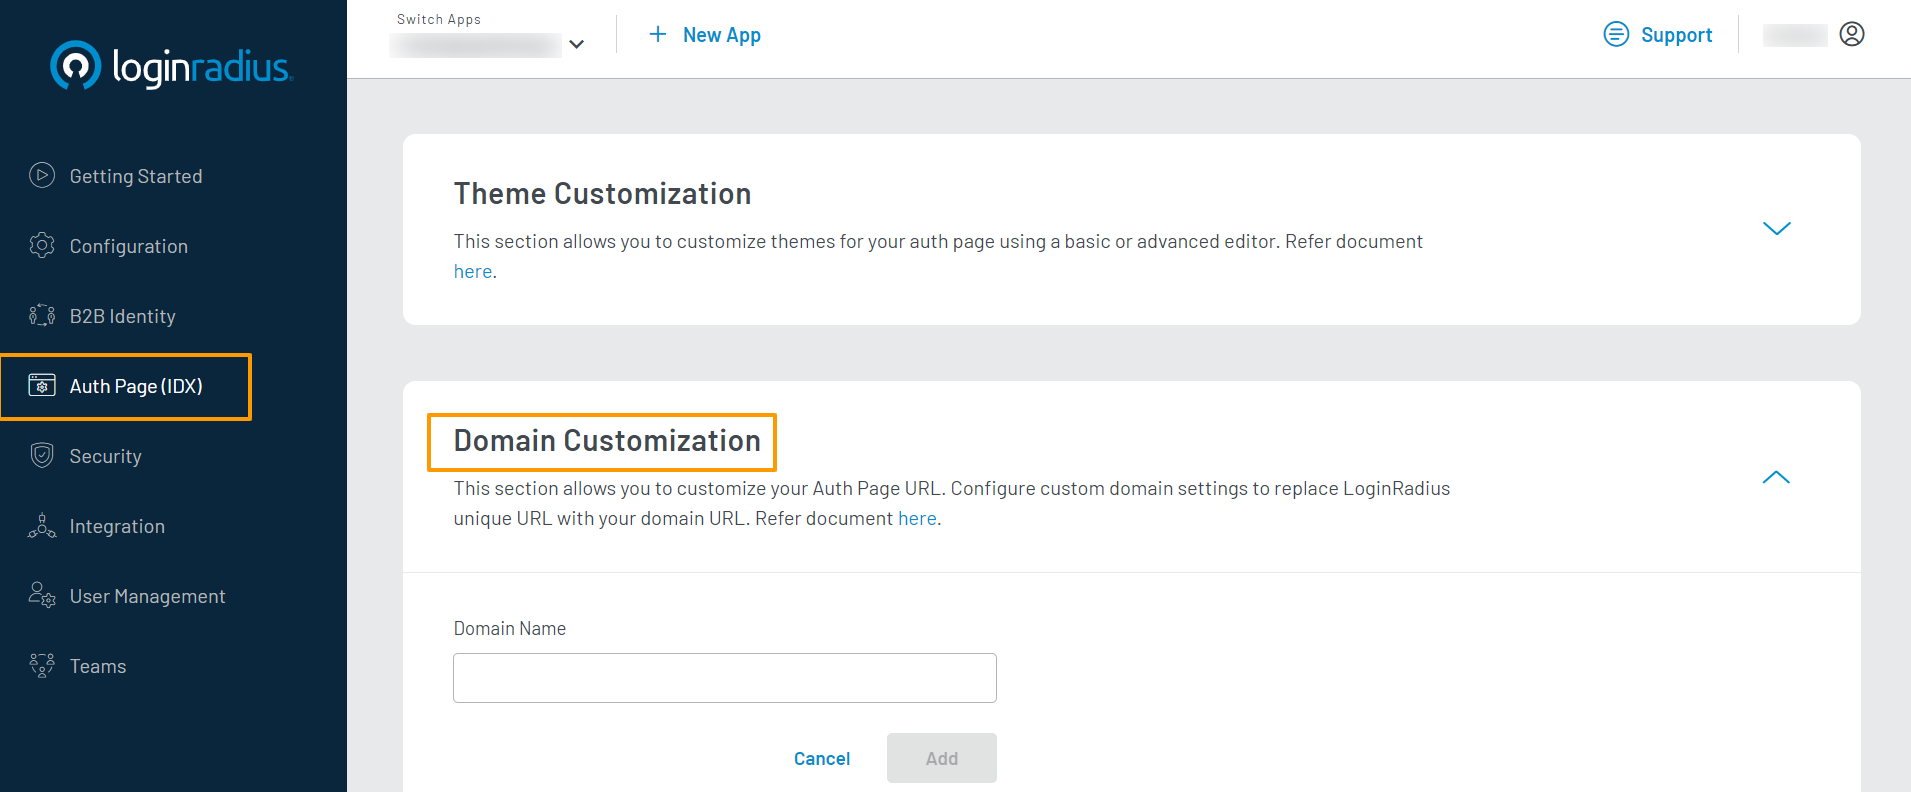 loginradius
Switch Apps
New App
Support
Getting Started
Configuration
B2B Identity
Auth Page (IDX)
Security
Integration
User Management
Teams
Theme Customization
This section allows you to customize themes for your auth page using a basic or advanced editor. Refer document
here.
Domain Customization
This section allows you to customize your Auth Page URL. Configure custom domain settings to replace LoginRadius
unique URL with your domain URL. Refer document here.
Domain Name
Cancel
Add